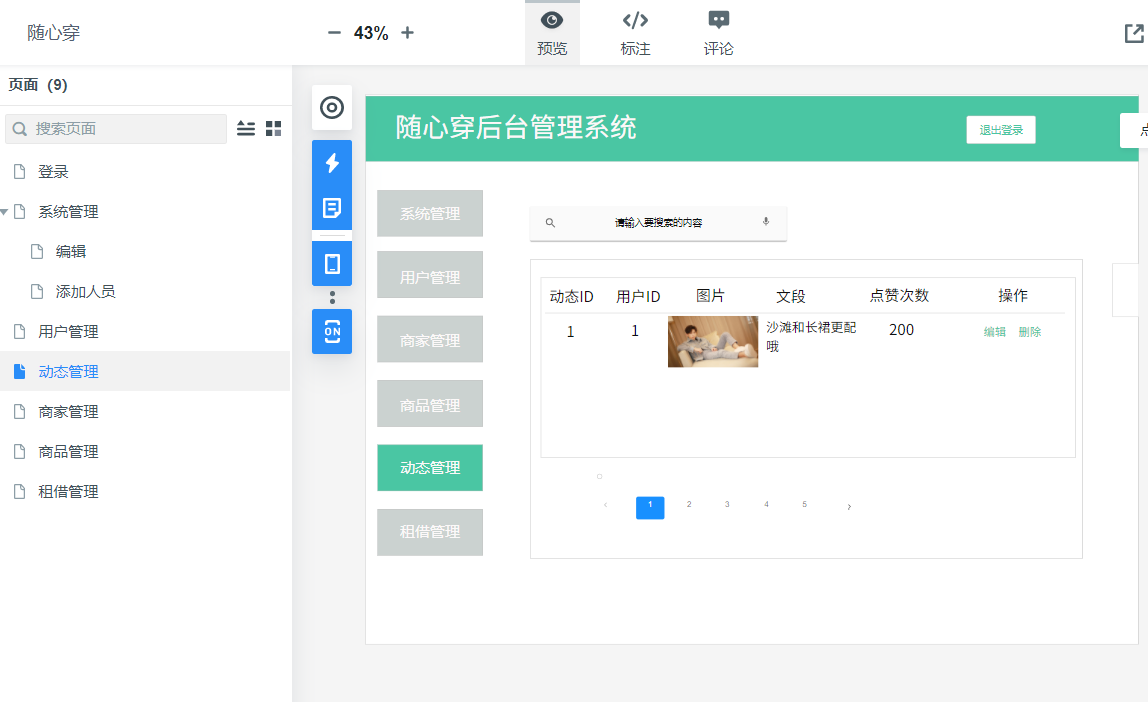 随心穿
43%
预览
标注
评论
页面 (9)
搜索页面
登录
系统管理
编辑
添加人员
用户管理
动态管理
商家管理
商品管理
租借管理
ON
随心穿后台管理系统
退出登录
系统管理
用户管理
商家管理
商品管理
动态管理
租借管理
请输入要搜索的内容
动态ID 用户ID 图片 文段 点赞次数 操作
1 1 沙滩和长裙更配 200 编辑 删除
哦
1 2 3 4 5